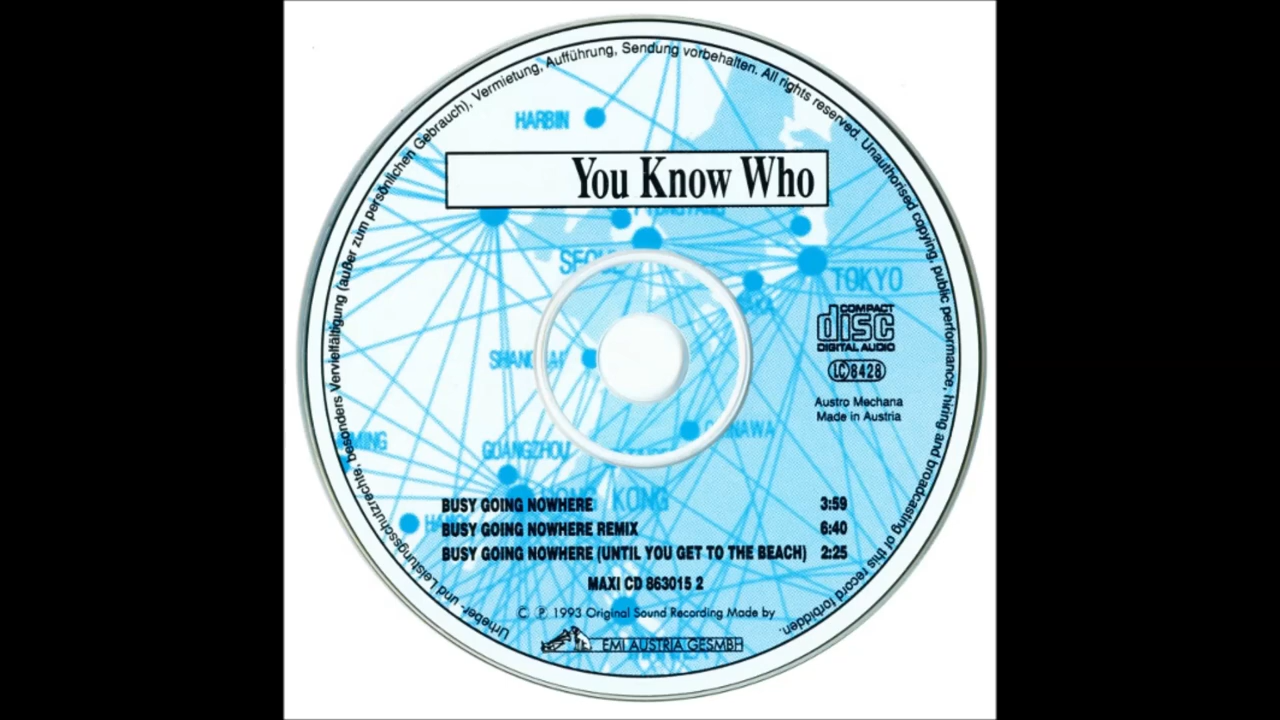 Urheber- und Leistungsschutzrechte, besonders Vervielfältigung (außer zum persönlichen Gebrauch), Vermietung, Aufführung, Sendung vorbehalten. All rights reserved. Unauthorised copying, public performance, hiring and broadcasting of this record forbidden.
HARBIN
You Know Who
SEOUL
TOKYO
COMPACT
disc
DIGITAL AUDIO
LC 8428
SHANGHAI
Austro Mechana
Made in Austria
GUANGZHOU
HONG KONG
BUSY GOING NOWHERE 3:59
BUSY GOING NOWHERE REMIX 6:40
BUSY GOING NOWHERE (UNTIL YOU GET TO THE BEACH) 2:25
MAXI CD 863015 2
© ℗ 1993 Original Sound Recording Made by
EMI AUSTRIA GESMBH